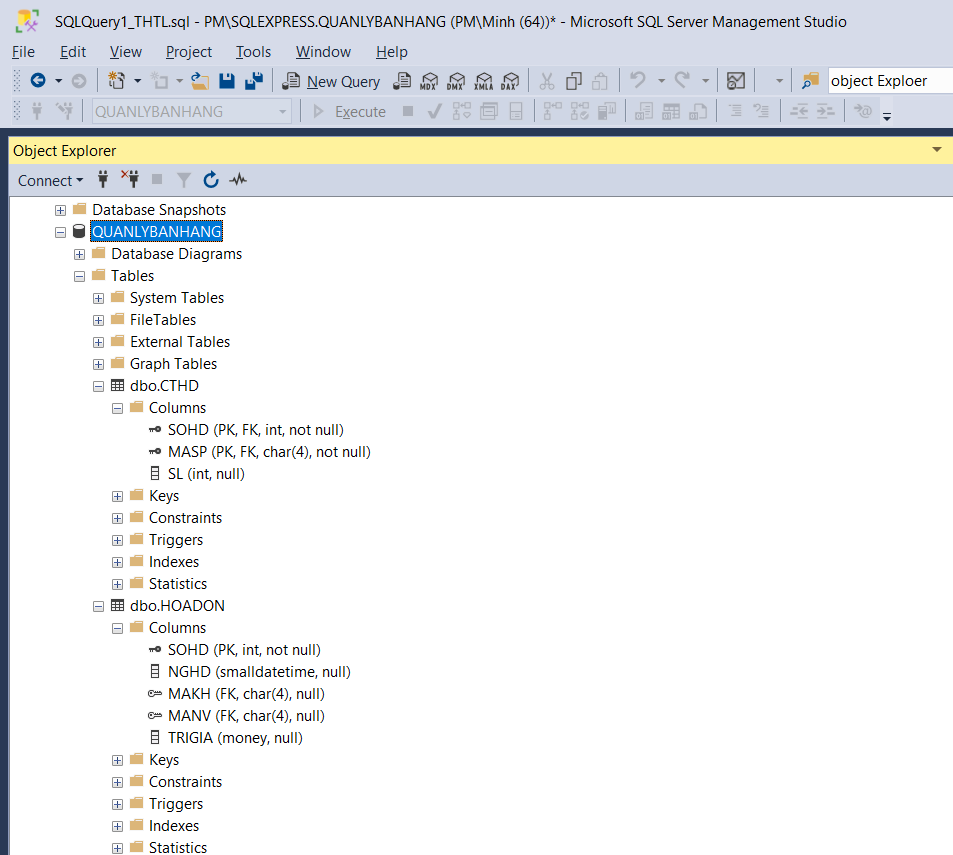 SQLQuery1_THTL.sql - PM\SQLEXPRESS.QUANLYBANHANG (PM\Minh (64))* - Microsoft SQL Server Management Studio
File Edit View Project Tools Window Help
New Query MDX DMX XMLA DAX object Exploer
QUANLYBANHANG Execute
Object Explorer
Connect
Database Snapshots
QUANLYBANHANG
Database Diagrams
Tables
System Tables
FileTables
External Tables
Graph Tables
dbo.CTHD
Columns
SOHD (PK, FK, int, not null)
MASP (PK, FK, char(4), not null)
SL (int, null)
Keys
Constraints
Triggers
Indexes
Statistics
dbo.HOADON
Columns
SOHD (PK, int, not null)
NGHD (smalldatetime, null)
MAKH (FK, char(4), null)
MANV (FK, char(4), null)
TRIGIA (money, null)
Keys
Constraints
Triggers
Indexes
Statistics